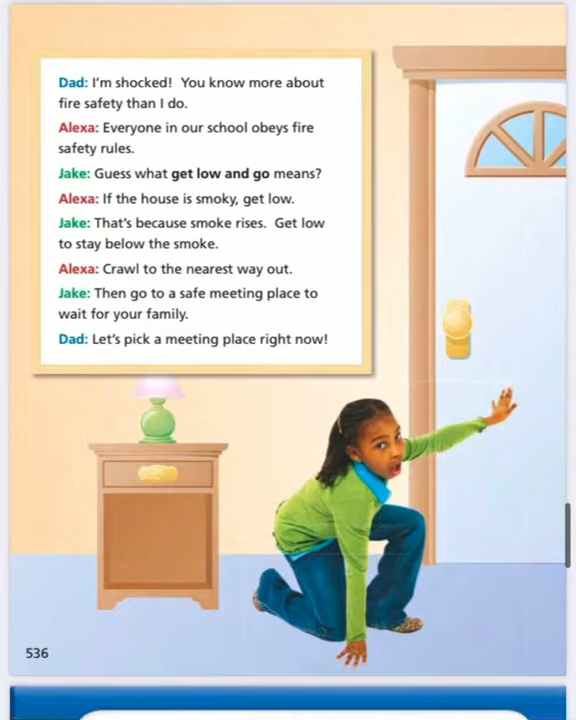 Dad: I'm shocked!  You know more about
fire safety than I do.
Alexa: Everyone in our school obeys fire
safety rules.
Jake: Guess what get low and go means?
Alexa: If the house is smoky, get low.
Jake: That's because smoke rises.  Get low
to stay below the smoke.
Alexa: Crawl to the nearest way out.
Jake: Then go to a safe meeting place to
wait for your family.
Dad: Let's pick a meeting place right now!
536